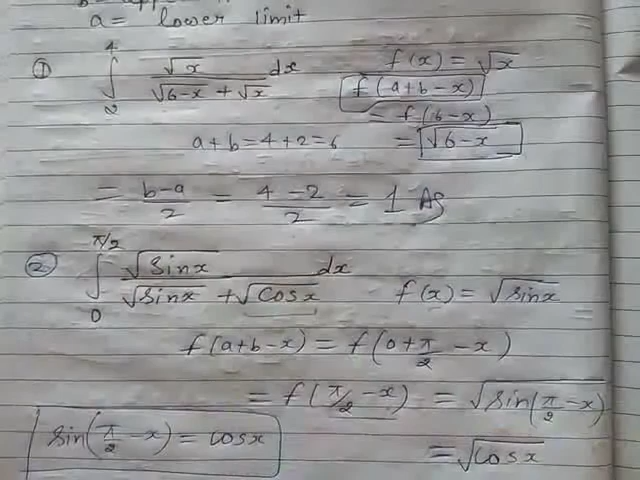 a = lower limit
① ∫₂⁴ √x / (√6-x + √x) dx f(x) = √x
f(a+b-x)
= f(6-x)
a+b = 4+2 = 6 = √6-x
= b-a / 2 = 4-2 / 2 = 1 As
② ∫₀^π/2 √sinx / (√sinx + √cosx) dx f(x) = √sinx
f(a+b-x) = f(0+π/2 -x)
= f(π/2 -x) = √sin(π/2 -x)
sin(π/2 -x) = cosx
= √cosx